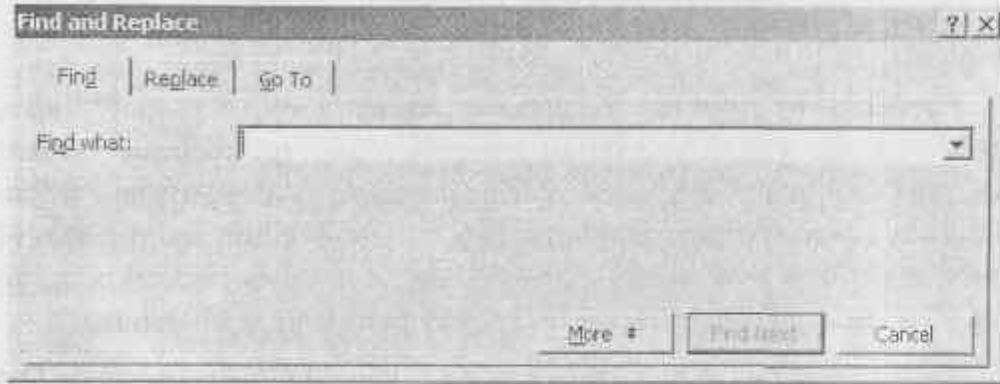 Find and Replace
Find Replace Go To
Find what:
More Find Next Cancel